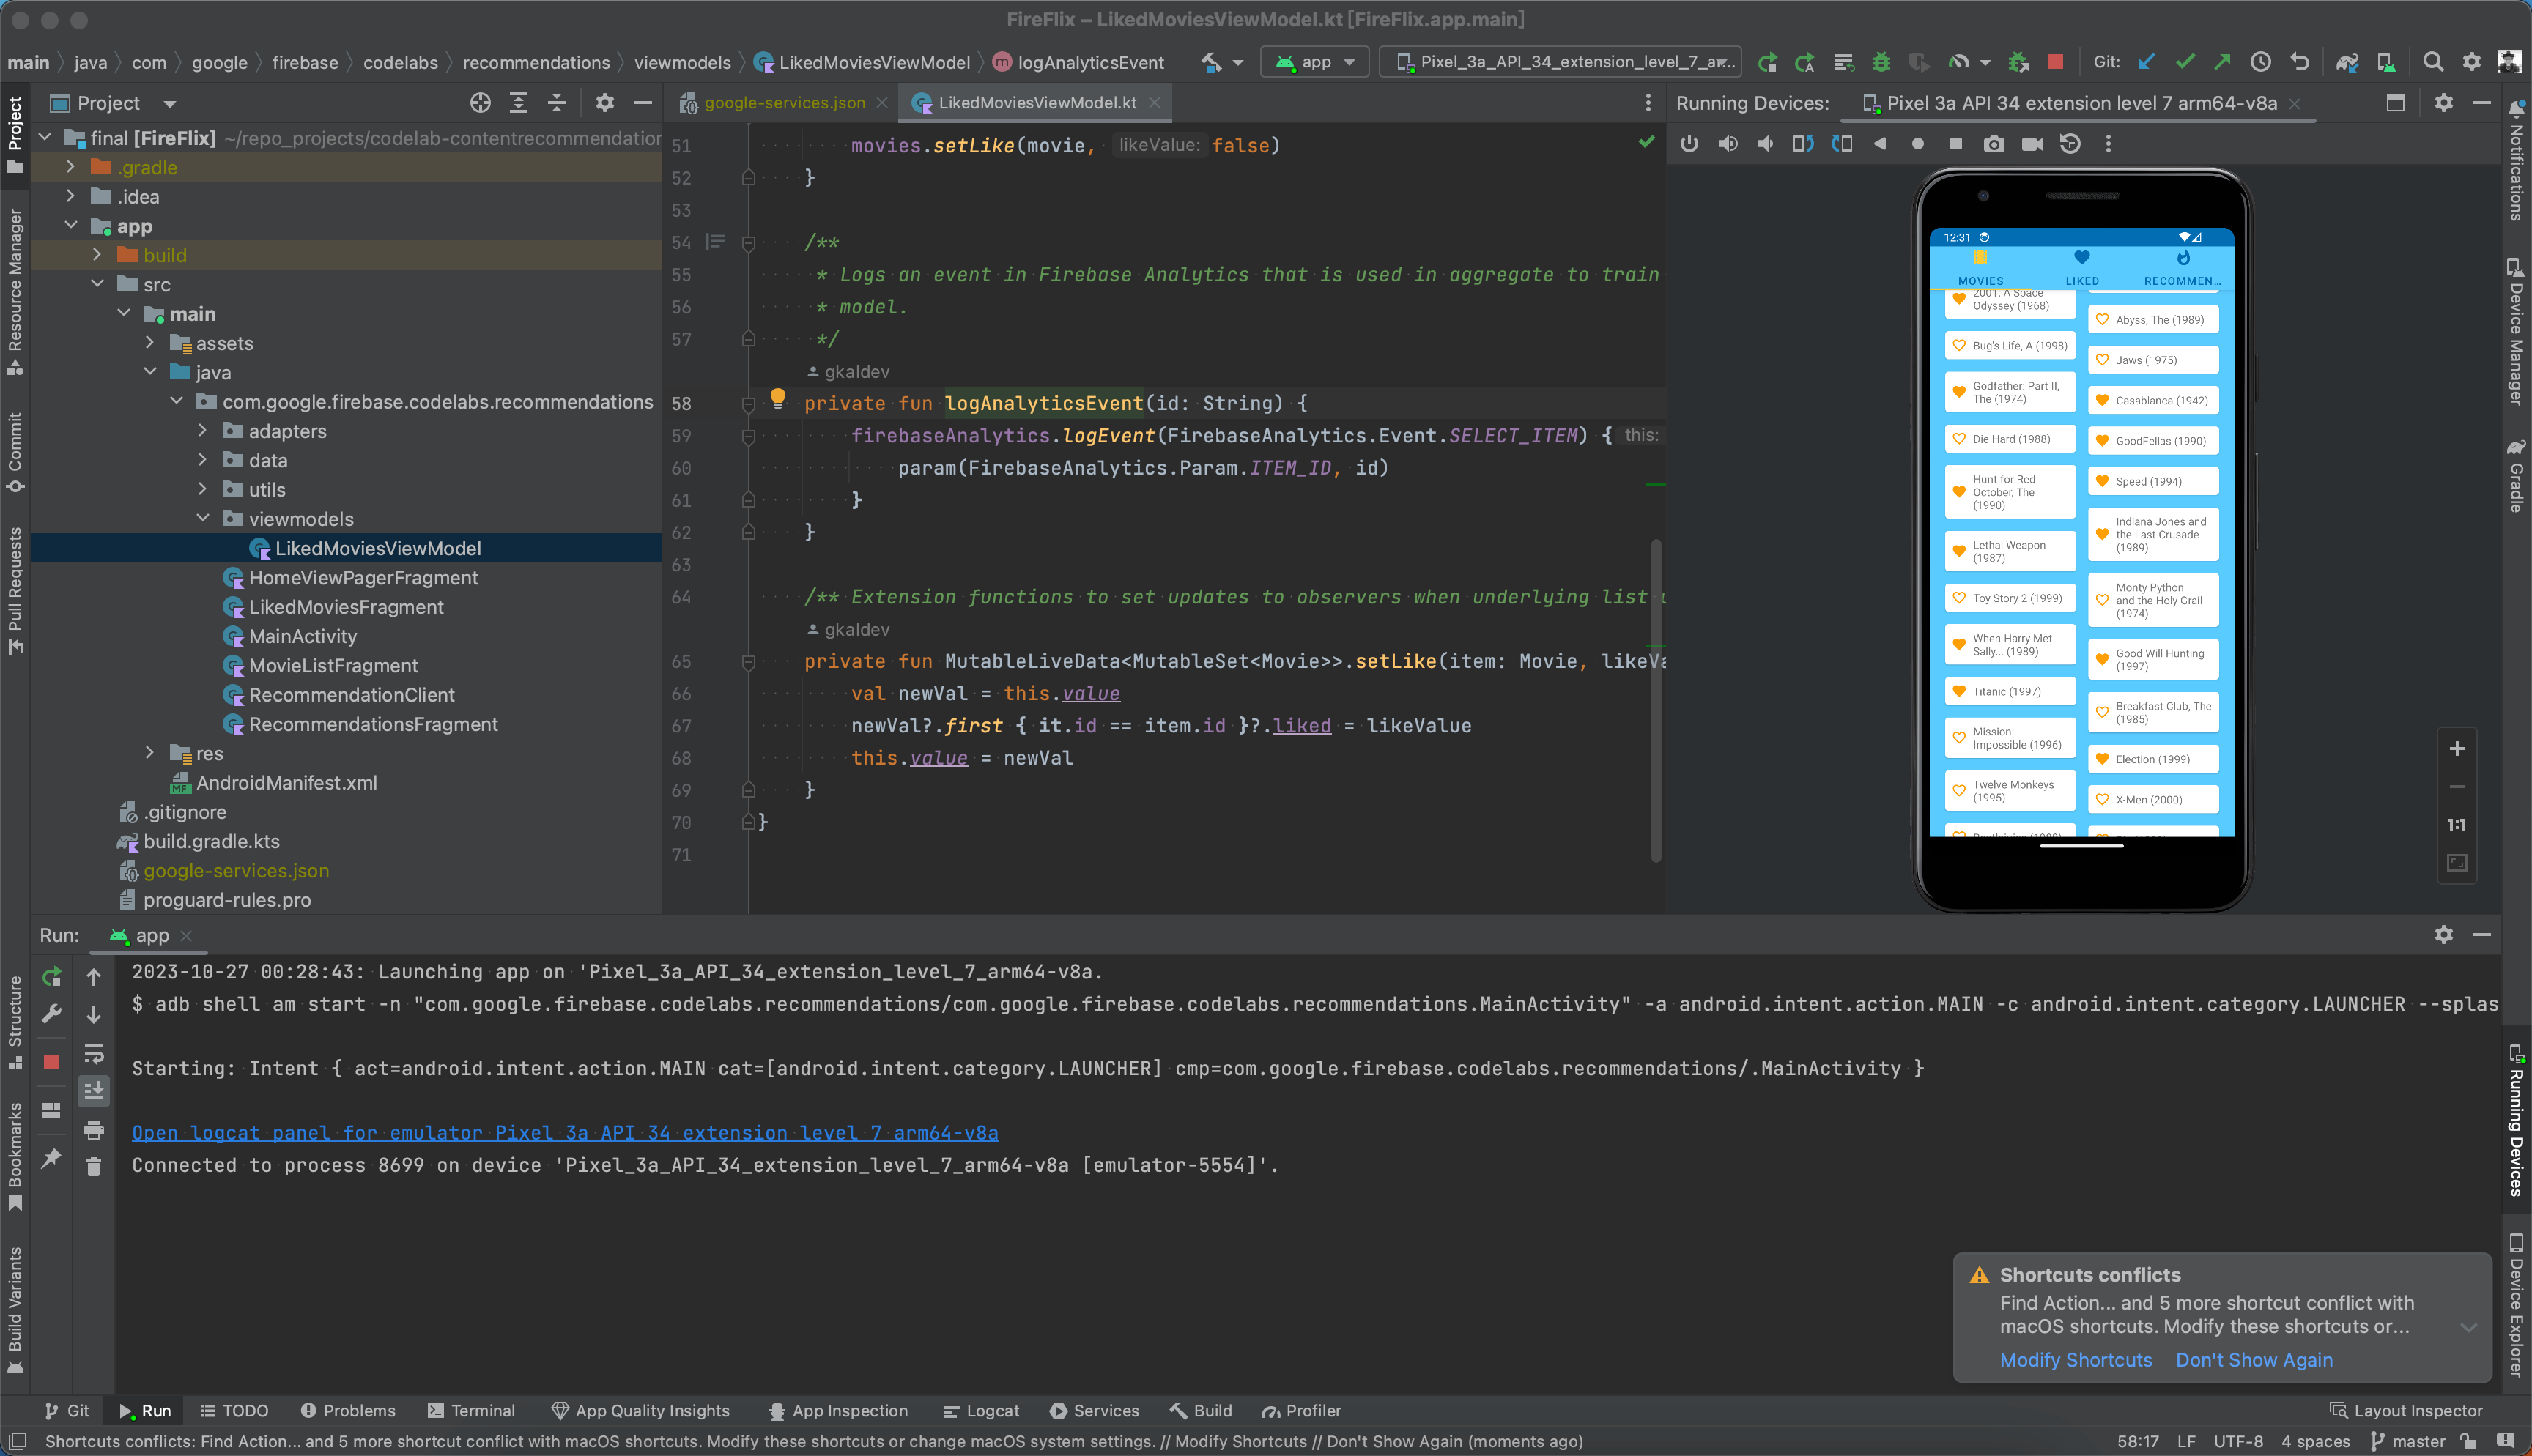 FireFlix – LikedMoviesViewModel.kt [FireFlix.app.main]
main java com google firebase codelabs recommendations viewmodels LikedMoviesViewModel m logAnalyticsEvent app Pixel_3a_API_34_extension_level_7_ar... Git:
Project
google-services.json LikedMoviesViewModel.kt
Running Devices: Pixel 3a API 34 extension level 7 arm64-v8a
Project
Resource Manager
Commit
Pull Requests
Structure
Bookmarks
Build Variants
final [FireFlix] ~/repo_projects/codelab-contentrecommendation
.gradle
.idea
app
build
src
main
assets
java
com.google.firebase.codelabs.recommendations
adapters
data
utils
viewmodels
LikedMoviesViewModel
HomeViewPagerFragment
LikedMoviesFragment
MainActivity
MovieListFragment
RecommendationClient
RecommendationsFragment
res
MF AndroidManifest.xml
.gitignore
build.gradle.kts
google-services.json
proguard-rules.pro
51 movies.setLike(movie, likeValue: false)
52 }
53
54 /**
55 * Logs an event in Firebase Analytics that is used in aggregate to train
56 * model.
57 */
gkaldev
58 private fun logAnalyticsEvent(id: String) {
59 firebaseAnalytics.logEvent(FirebaseAnalytics.Event.SELECT_ITEM) { this:
60 param(FirebaseAnalytics.Param.ITEM_ID, id)
61 }
62 }
63
64 /** Extension functions to set updates to observers when underlying list
gkaldev
65 private fun MutableLiveData<MutableSet<Movie>>.setLike(item: Movie, likeVa
66 val newVal = this.value
67 newVal?.first { it.id == item.id }?.liked = likeValue
68 this.value = newVal
69 }
70 }
71
12:31
MOVIES LIKED RECOMMEN...
2001: A Space
Odyssey (1968)
Bug's Life, A (1998)
Godfather: Part II,
The (1974)
Die Hard (1988)
Hunt for Red
October, The
(1990)
Lethal Weapon
(1987)
Toy Story 2 (1999)
When Harry Met
Sally... (1989)
Titanic (1997)
Mission:
Impossible (1996)
Twelve Monkeys
(1995)
Abyss, The (1989)
Jaws (1975)
Casablanca (1942)
GoodFellas (1990)
Speed (1994)
Indiana Jones and
the Last Crusade
(1989)
Monty Python
and the Holy Grail
(1974)
Good Will Hunting
(1997)
Breakfast Club, The
(1985)
Election (1999)
X-Men (2000)
1:1
Notifications
Device Manager
Gradle
Running Devices
Device Explorer
Run: app
2023-10-27 00:28:43: Launching app on 'Pixel_3a_API_34_extension_level_7_arm64-v8a.
$ adb shell am start -n "com.google.firebase.codelabs.recommendations/com.google.firebase.codelabs.recommendations.MainActivity" -a android.intent.action.MAIN -c android.intent.category.LAUNCHER --splas
Starting: Intent { act=android.intent.action.MAIN cat=[android.intent.category.LAUNCHER] cmp=com.google.firebase.codelabs.recommendations/.MainActivity }
Open logcat panel for emulator Pixel 3a API 34 extension level 7 arm64-v8a
Connected to process 8699 on device 'Pixel_3a_API_34_extension_level_7_arm64-v8a [emulator-5554]'.
Shortcuts conflicts
Find Action... and 5 more shortcut conflict with
macOS shortcuts. Modify these shortcuts or...
Modify Shortcuts Don't Show Again
Git Run TODO Problems Terminal App Quality Insights App Inspection Logcat Services Build Profiler Layout Inspector
Shortcuts conflicts: Find Action... and 5 more shortcut conflict with macOS shortcuts. Modify these shortcuts or change macOS system settings. // Modify Shortcuts // Don't Show Again (moments ago) 58:17 LF UTF-8 4 spaces master